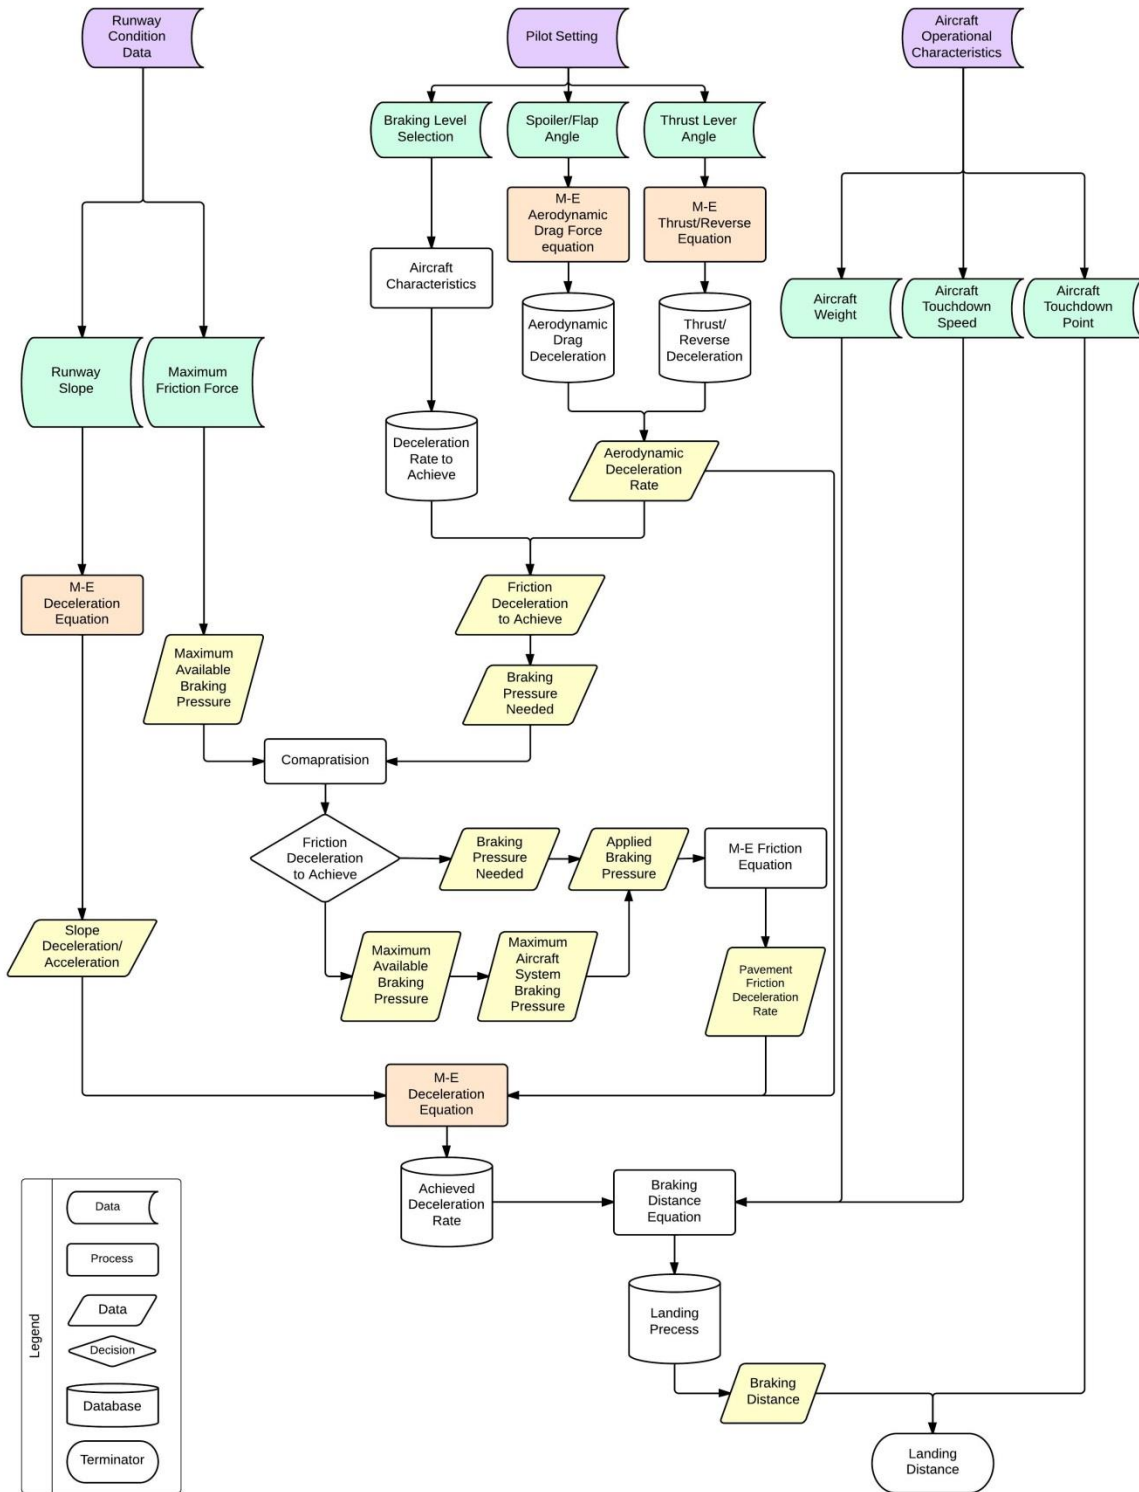 Runway
Condition
Data
Pilot Setting
Aircraft
Operational
Characteristics
Braking Level
Selection
Spoiler/Flap
Angle
Thrust Lever
Angle
M-E
Aerodynamic
Drag Force
equation
M-E
Thrust/Reverse
Equation
Aircraft
Characteristics
Aircraft
Weight
Aircraft
Touchdown
Speed
Aircraft
Touchdown
Point
Aerodynamic
Drag
Deceleration
Thrust/
Reverse
Deceleration
Runway
Slope
Maximum
Friction Force
Deceleration
Rate to
Achieve
Aerodynamic
Deceleration
Rate
M-E
Deceleration
Equation
Friction
Deceleration
to Achieve
Maximum
Available
Braking
Pressure
Braking
Pressure
Needed
Comapratision
Friction
Deceleration
to Achieve
Braking
Pressure
Needed
Applied
Braking
Pressure
M-E Friction
Equation
Slope
Deceleration/
Acceleration
Maximum
Available
Braking
Pressure
Maximum
Aircraft
System
Braking
Pressure
Pavement
Friction
Deceleration
Rate
M-E
Deceleration
Equation
Achieved
Deceleration
Rate
Braking
Distance
Equation
Landing
Precess
Braking
Distance
Landing
Distance
Legend
Data
Process
Data
Decision
Database
Terminator